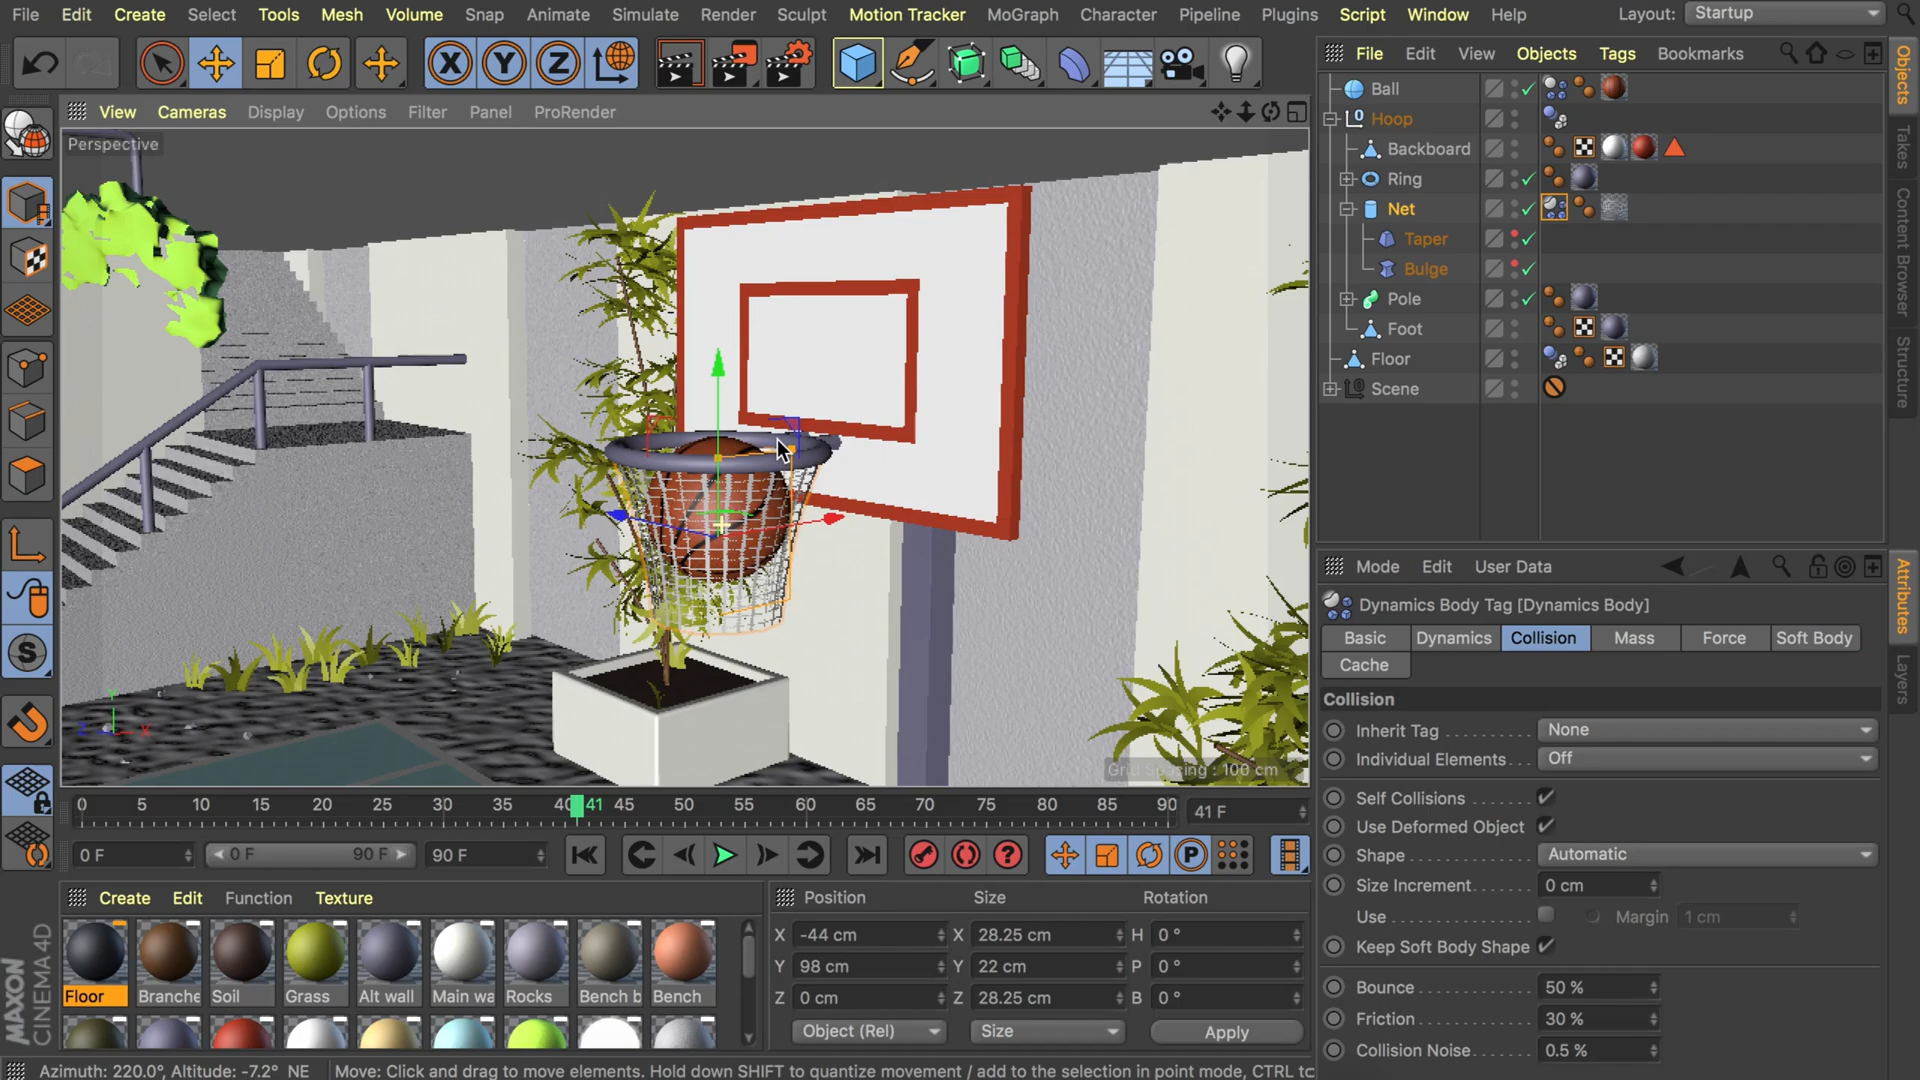 File Edit Create Select Tools Mesh Volume Snap Animate Simulate Render Sculpt Motion Tracker MoGraph Character Pipeline Plugins Script Window Help Layout: Startup
File Edit View Objects Tags Bookmarks
View Cameras Display Options Filter Panel ProRender
Perspective
Ball
Hoop
Backboard
Ring
Net
Taper
Bulge
Pole
Foot
Floor
Scene
Objects
Takes
Content Browser
Structure
Mode Edit User Data
Dynamics Body Tag [Dynamics Body]
Basic Dynamics Collision Mass Force Soft Body
Cache
Collision
Inherit Tag None
Individual Elements Off
Self Collisions
Use Deformed Object
Shape Automatic
Size Increment 0 cm
Use Margin 1 cm
Keep Soft Body Shape
Bounce 50 %
Friction 30 %
Collision Noise 0.5 %
Attributes
Layers
Grid Spacing : 100 cm
0 5 10 15 20 25 30 35 40 41 45 50 55 60 65 70 75 80 85 90 41 F
0 F 0 F 90 F 90 F
Create Edit Function Texture
Floor Branche Soil Grass Alt wall Main wa Rocks Bench b Bench
Position Size Rotation
X -44 cm X 28.25 cm H 0 °
Y 98 cm Y 22 cm P 0 °
Z 0 cm Z 28.25 cm B 0 °
Object (Rel) Size Apply
MAXON
CINEMA 4D
Azimuth: 220.0°, Altitude: -7.2° NE Move: Click and drag to move elements. Hold down SHIFT to quantize movement / add to the selection in point mode, CTRL tc